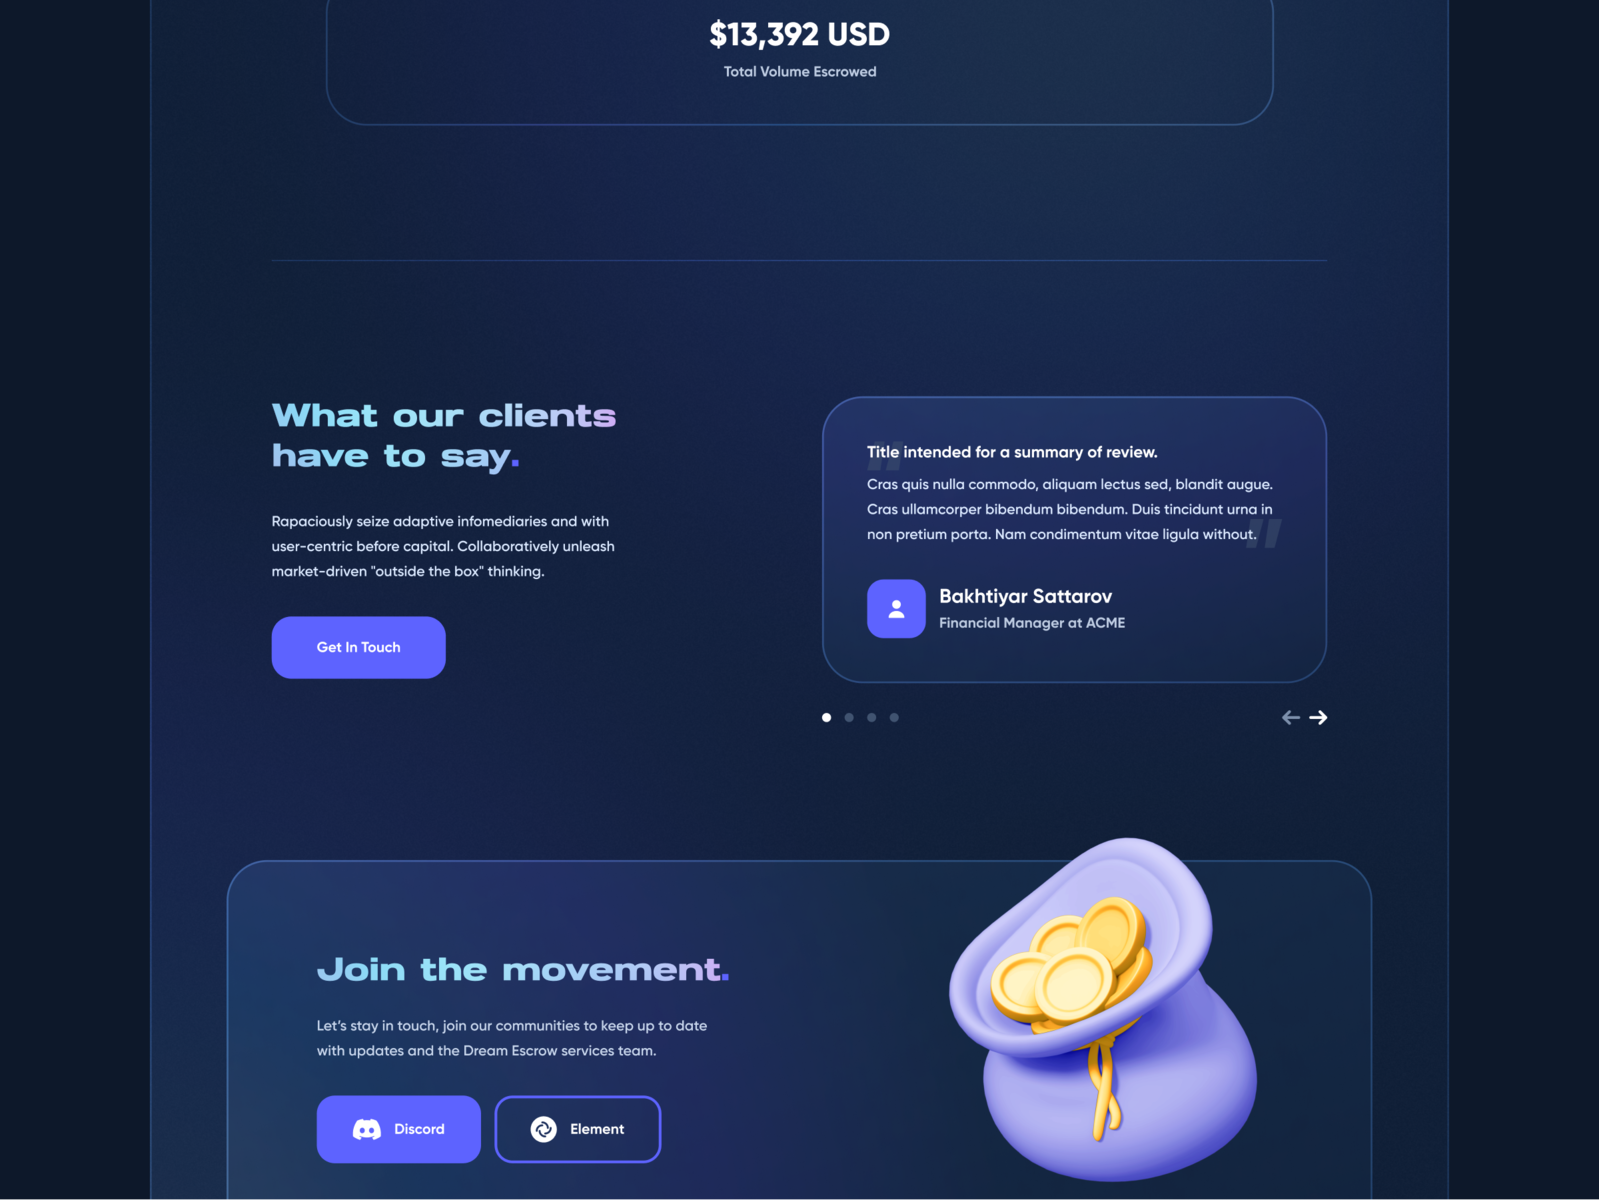 $13,392 USD
Total Volume Escrowed
What our clients
have to say.
Rapaciously seize adaptive infomediaries and with
user-centric before capital. Collaboratively unleash
market-driven "outside the box" thinking.
Get In Touch
Title intended for a summary of review.
Cras quis nulla commodo, aliquam lectus sed, blandit augue.
Cras ullamcorper bibendum bibendum. Duis tincidunt urna in
non pretium porta. Nam condimentum vitae ligula without.
Bakhtiyar Sattarov
Financial Manager at ACME
Join the movement.
Let's stay in touch, join our communities to keep up to date
with updates and the Dream Escrow services team.
Discord
Element